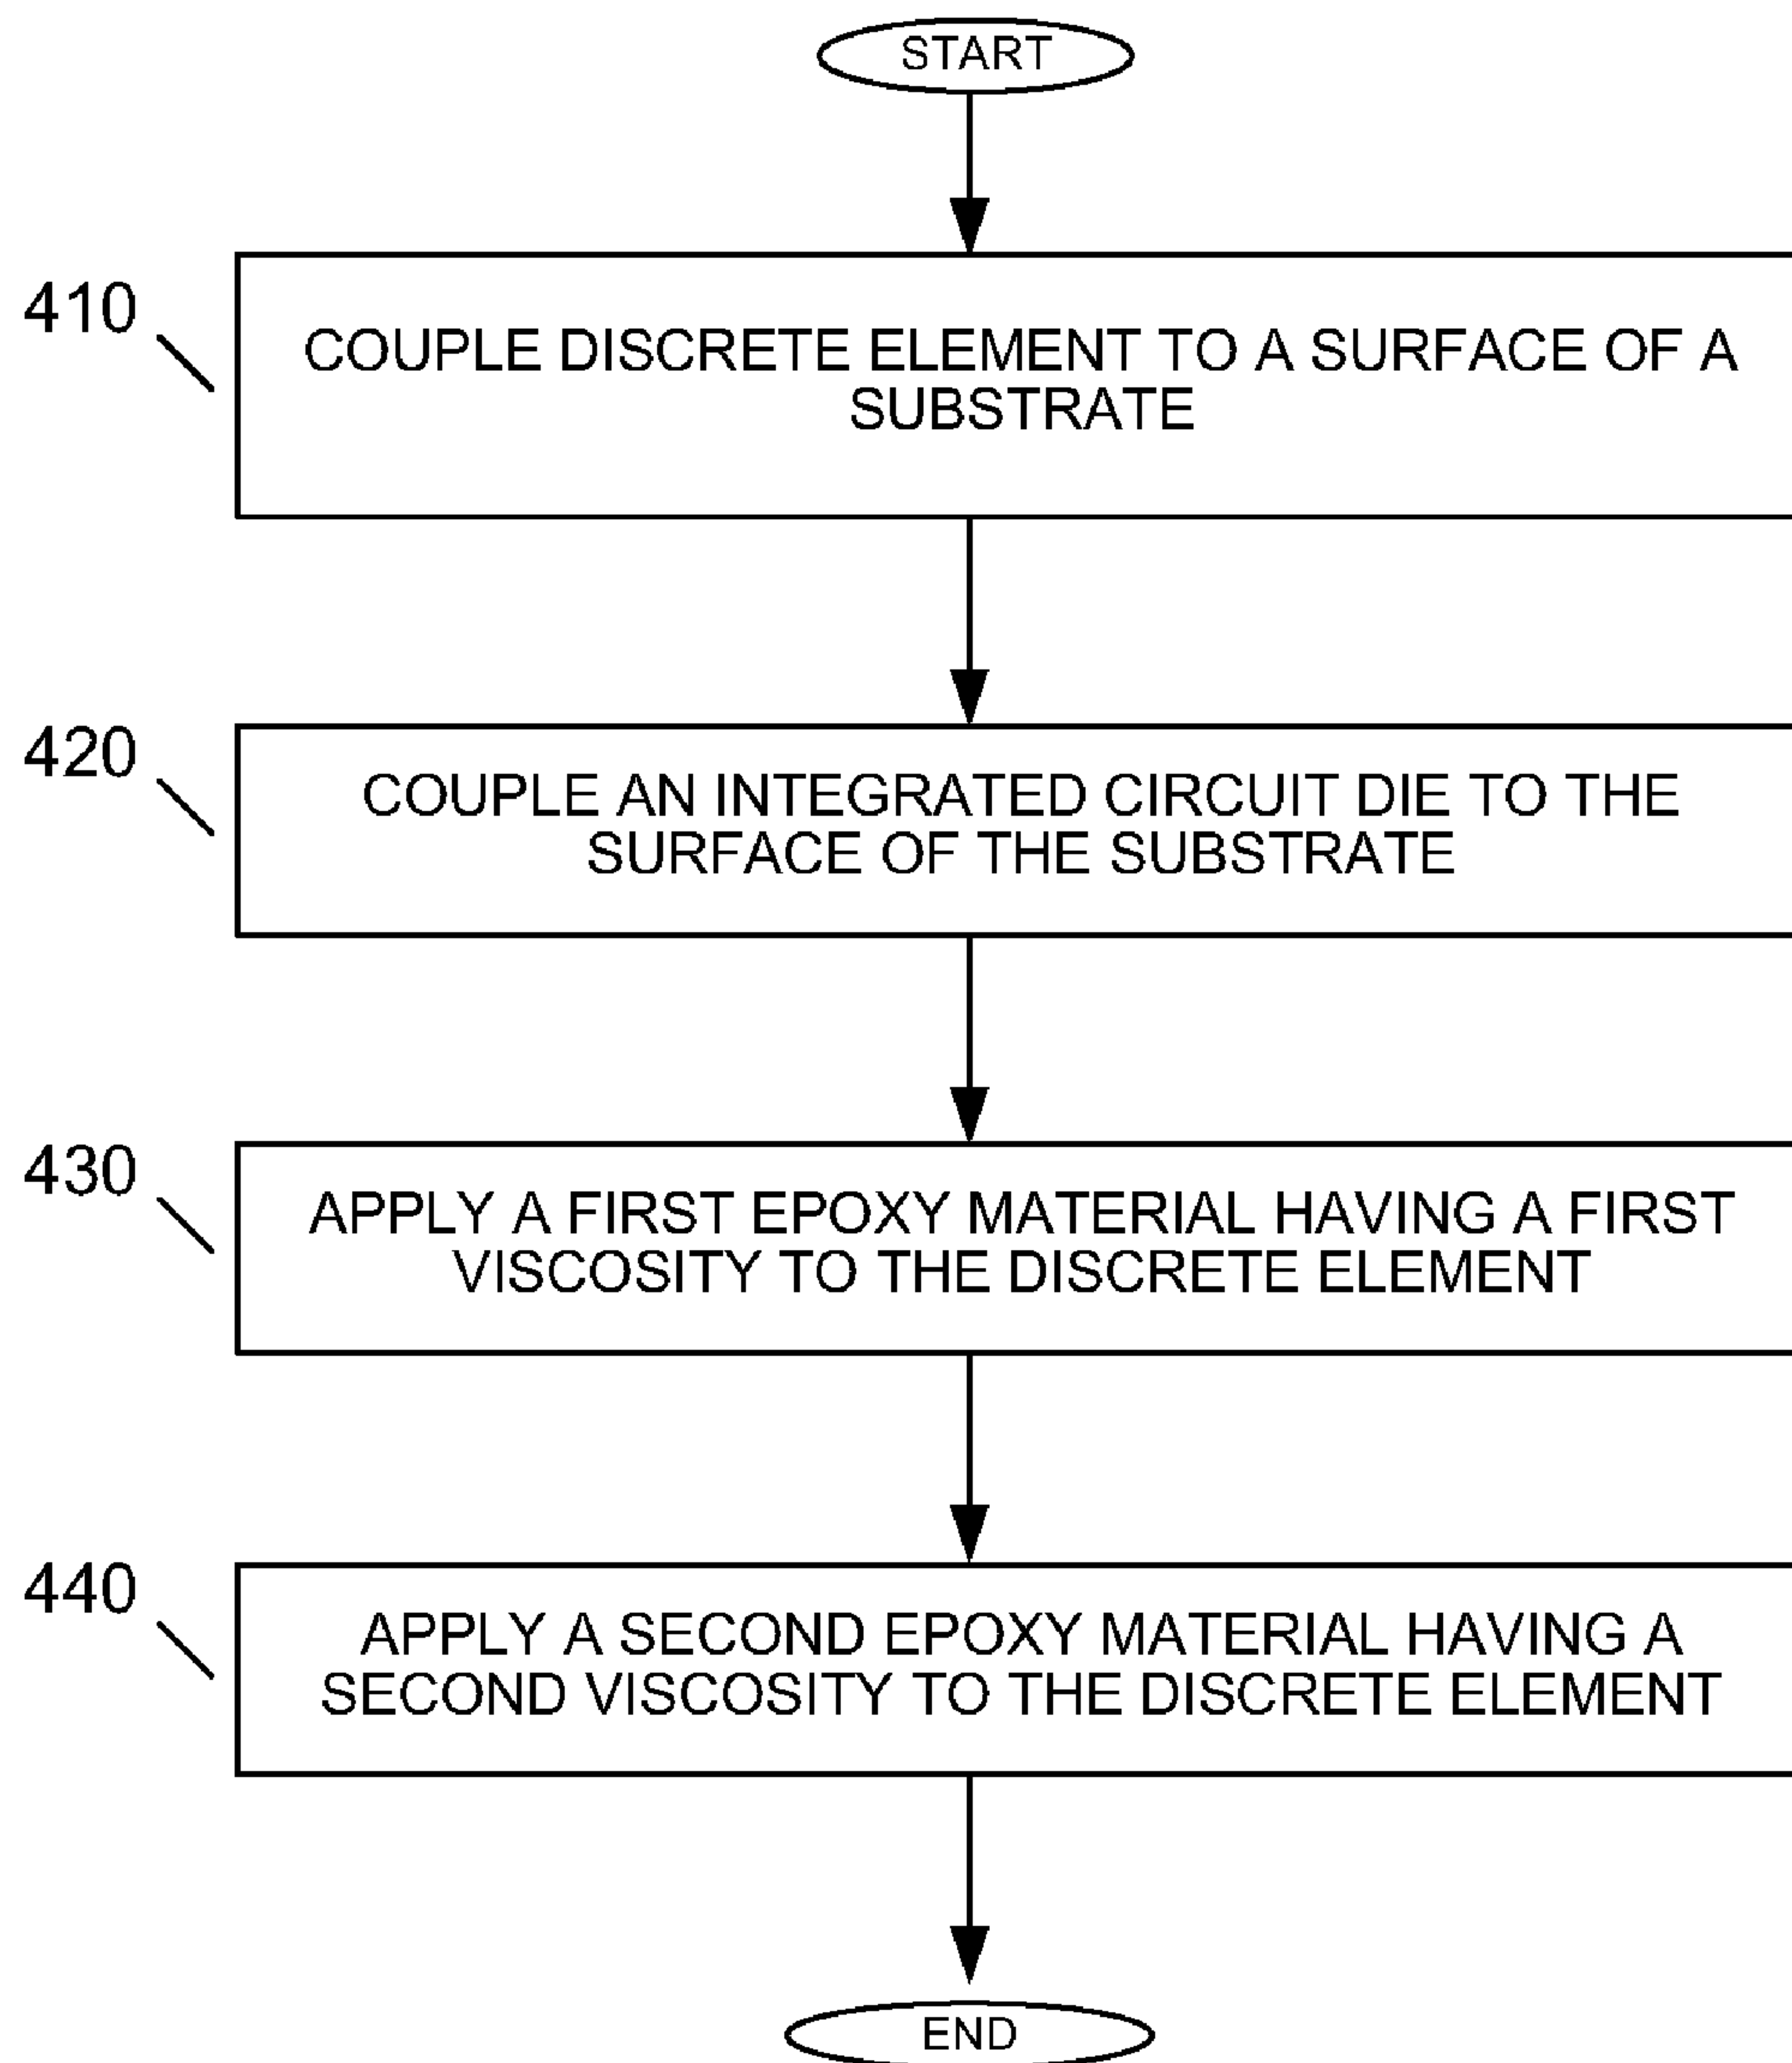 START
410
COUPLE DISCRETE ELEMENT TO A SURFACE OF A
SUBSTRATE
420
COUPLE AN INTEGRATED CIRCUIT DIE TO THE
SURFACE OF THE SUBSTRATE
430
APPLY A FIRST EPOXY MATERIAL HAVING A FIRST
VISCOSITY TO THE DISCRETE ELEMENT
440
APPLY A SECOND EPOXY MATERIAL HAVING A
SECOND VISCOSITY TO THE DISCRETE ELEMENT
END